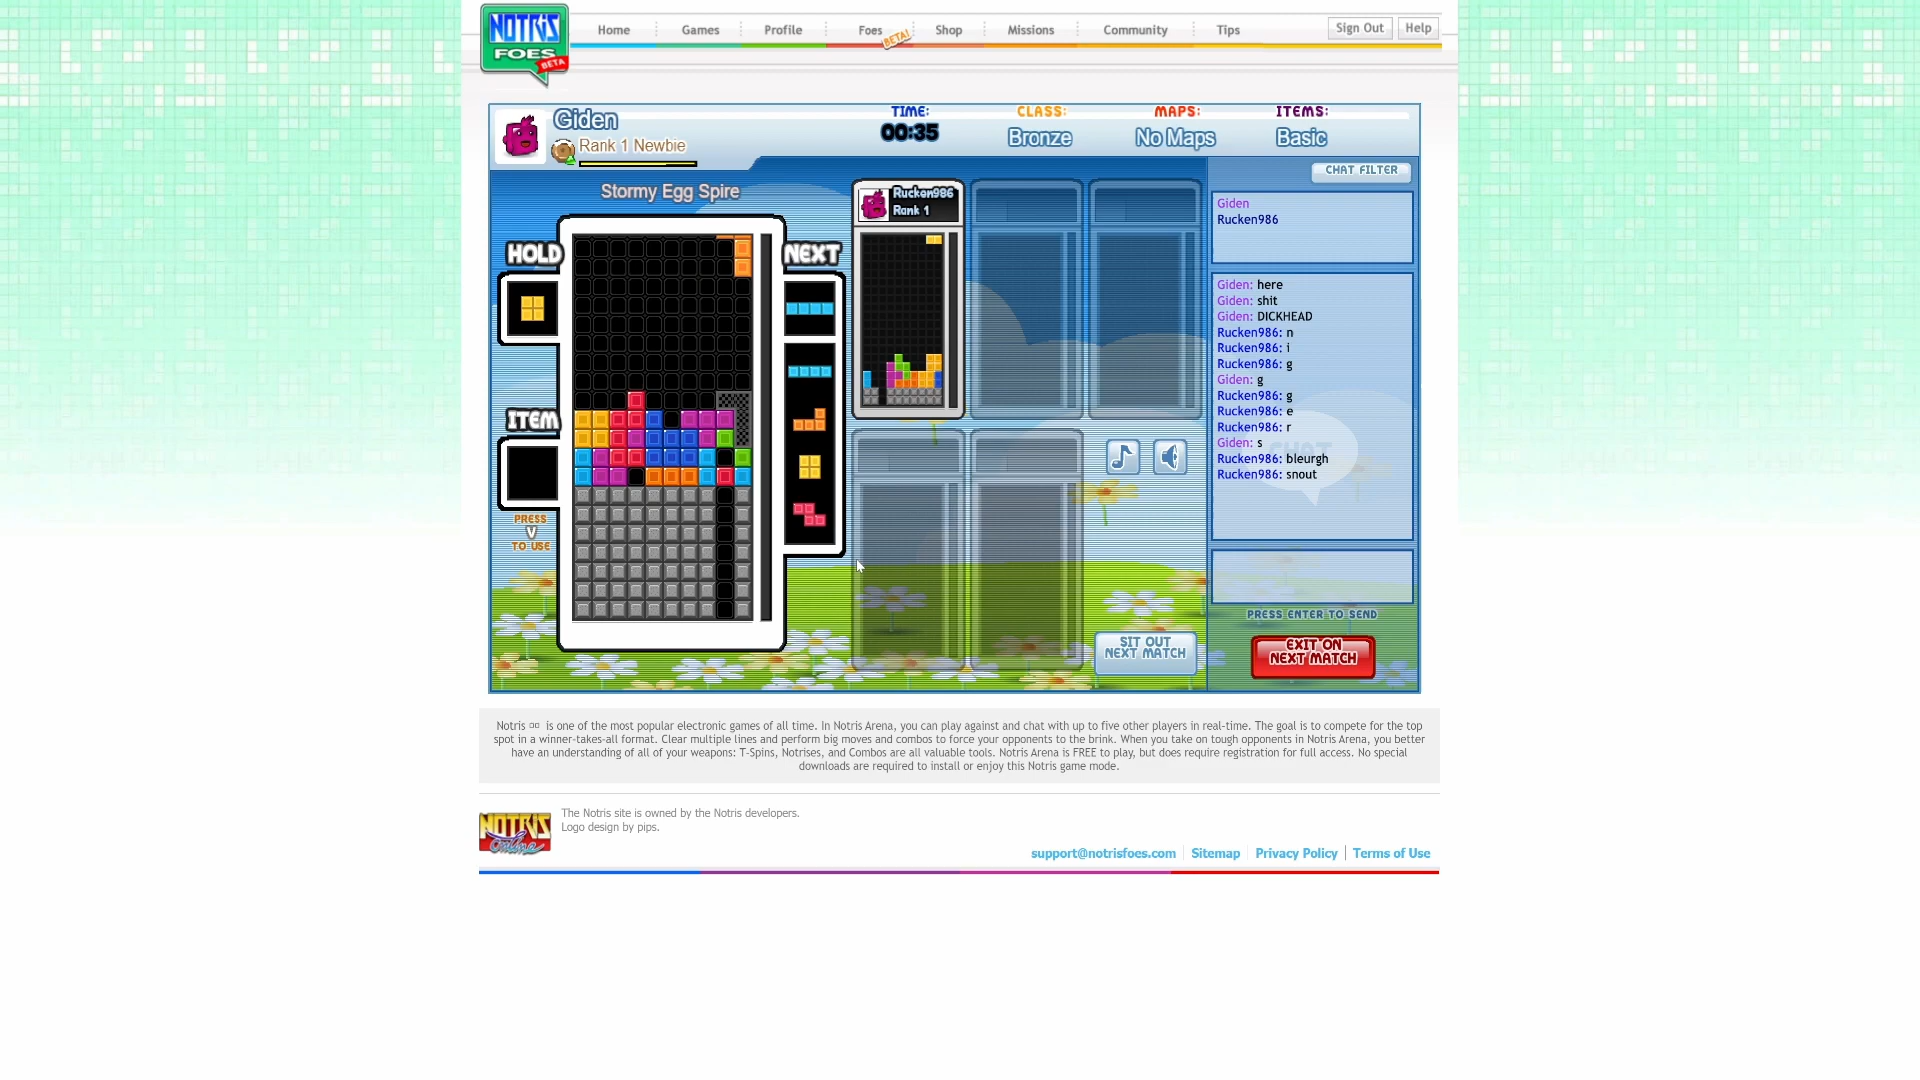 NOTRIS
FOES
BETA
Home
Games
Profile
Foes
BETA!
Shop
Missions
Community
Tips
Sign Out
Help
Giden
Rank 1 Newbie
TIME:
00:35
CLASS:
Bronze
MAPS:
No Maps
ITEMS:
Basic
Stormy Egg Spire
HOLD
NEXT
ITEM
PRESS
V
TO USE
Rucken986
Rank 1
CHAT FILTER
Giden
Rucken986
Giden: here
Giden: shit
Giden: DICKHEAD
Rucken986: n
Rucken986: i
Rucken986: g
Giden: g
Rucken986: g
Rucken986: e
Rucken986: r
Giden: s
Rucken986: bleurgh
Rucken986: snout
CHAT
PRESS ENTER TO SEND
SIT OUT
NEXT MATCH
EXIT ON
NEXT MATCH
Notris is one of the most popular electronic games of all time. In Notris Arena, you can play against and chat with up to five other players in real-time. The goal is to compete for the top
spot in a winner-takes-all format. Clear multiple lines and perform big moves and combos to force your opponents to the brink. When you take on tough opponents in Notris Arena, you better
have an understanding of all of your weapons: T-Spins, Notrises, and Combos are all valuable tools. Notris Arena is FREE to play, but does require registration for full access. No special
downloads are required to install or enjoy this Notris game mode.
NOTRIS
Online
The Notris site is owned by the Notris developers.
Logo design by pips.
support@notrisfoes.com
Sitemap
Privacy Policy
Terms of Use